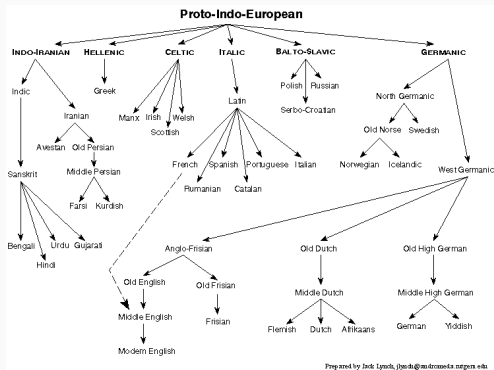 Proto-Indo-European
INDO-IRANIAN HELLENIC CELTIC ITALIC BALTO-SLAVIC GERMANIC
Indic Greek Polish Russian North Germanic
Iranian Manx Irish Welsh Latin Serbo-Croatian
Scottish Old Norse Swedish
Avestan Old Persian
French Spanish Portuguese Italian Norwegian Icelandic
Sanskrit Middle Persian West Germanic
Rumanian Catalan
Farsi Kurdish
Bengali Urdu Gujarati Anglo-Frisian Old Dutch Old High German
Hindi
Old English Old Frisian Middle Dutch Middle High German
Middle English Frisian
Flemish Dutch Afrikaans German Yiddish
Modern English
Prepared by Jack Lynch, jlynch@andromeda.rutgers.edu